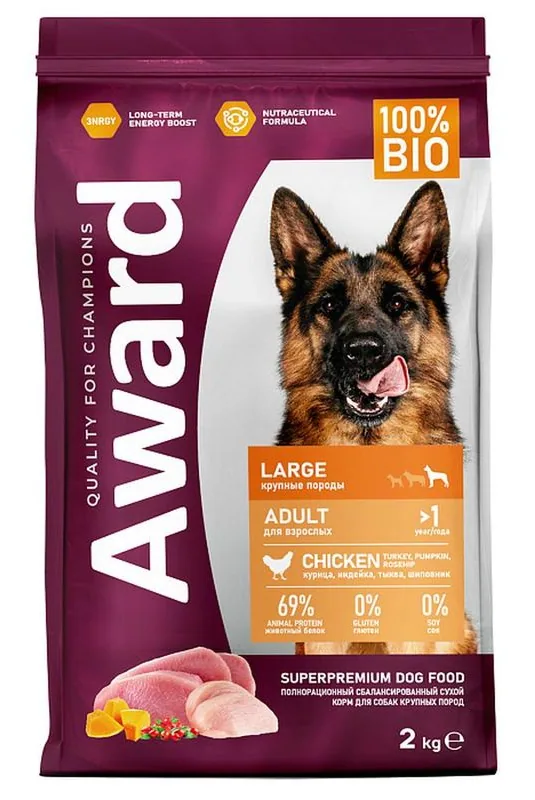 3NRGY
LONG-TERM
ENERGY BOOST
NUTRACEUTICAL
FORMULA
100%
BIO
Award
QUALITY FOR CHAMPIONS
LARGE
крупные породы
ADULT
для взрослых
>1
year/года
CHICKEN TURKEY, PUMPKIN,
ROSEHIP
курица, индейка, тыква, шиповник
69% 0% 0%
ANIMAL PROTEIN GLUTEN SOY
животный белок глютен сои
SUPERPREMIUM DOG FOOD
ПОЛНОРАЦИОННЫЙ СБАЛАНСИРОВАННЫЙ СУХОЙ
КОРМ ДЛЯ СОБАК КРУПНЫХ ПОРОД
2 kg ℮